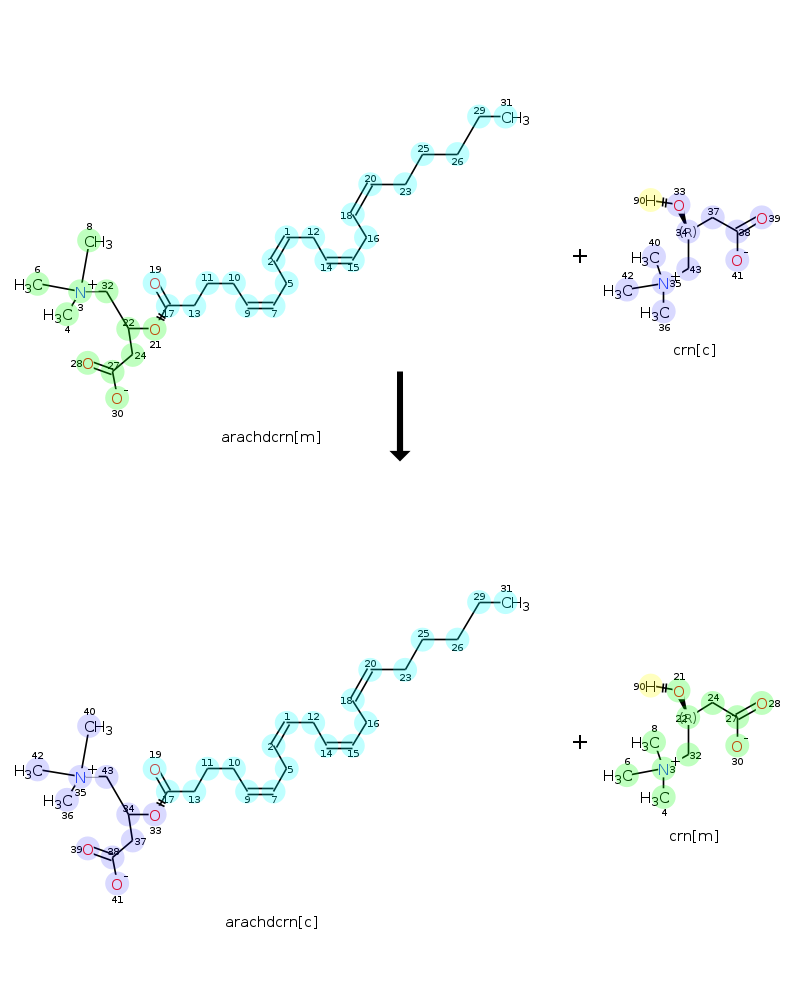 31
29
CH3
25
26
20
23
18
16
1
12
2
14
15
8
CH3
19
O
11
10
5
6
H3C
N
+
3
32
H3C
4
17
13
9
7
22
O
21
24
28
O
27
O
-
30
arachdcrn[m]
+
33
90
H
O
37
O
39
34
(R)
38
40
H3C
O
-
41
42
H3C
N
+
35
43
H3C
36
crn[c]
31
29
CH3
25
26
20
23
18
16
1
12
2
14
15
40
CH3
19
O
11
10
5
42
H3C
N
+
35
43
H3C
36
17
13
9
7
34
O
33
37
39
O
38
O
-
41
arachdcrn[c]
+
21
90
H
O
24
O
28
22
(R)
27
8
H3C
O
-
30
6
H3C
N
+
3
32
H3C
4
crn[m]